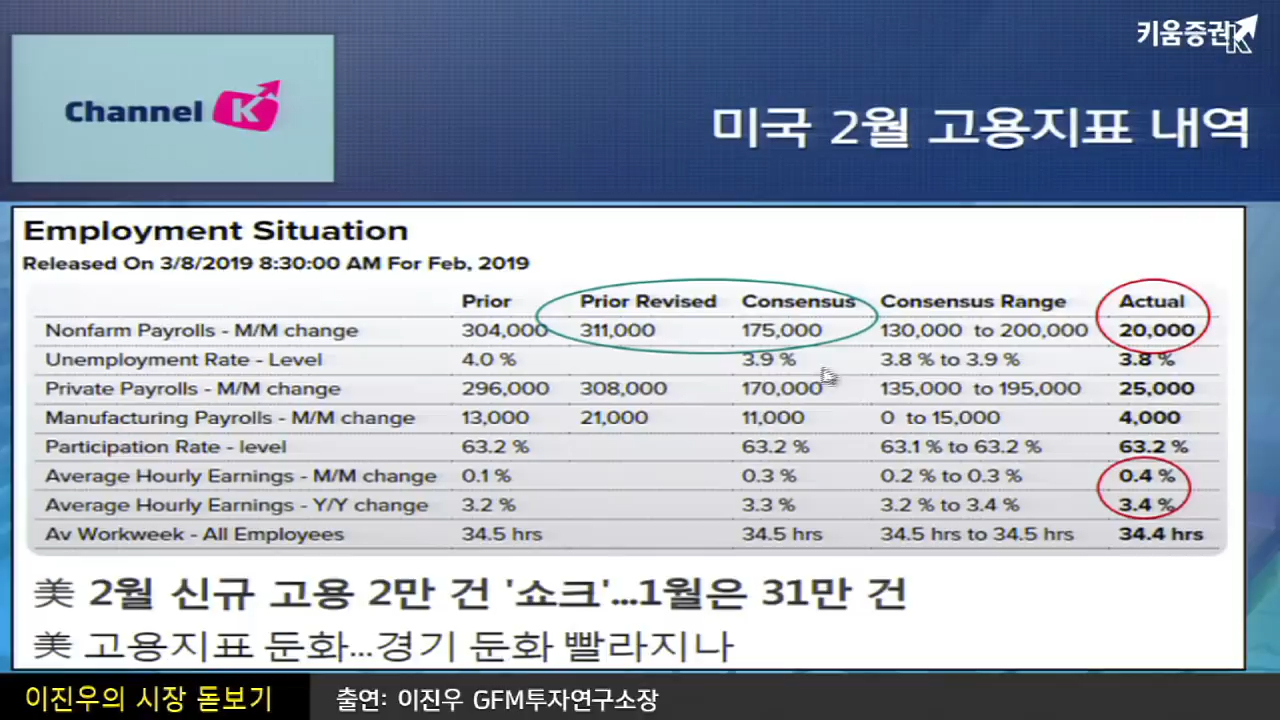 키움증권
Channel K
미국 2월 고용지표 내역
Employment Situation
Released On 3/8/2019 8:30:00 AM For Feb, 2019
Prior Prior Revised Consensus Consensus Range Actual
Nonfarm Payrolls - M/M change 304,000 311,000 175,000 130,000 to 200,000 20,000
Unemployment Rate - Level 4.0 % 3.9 % 3.8 % to 3.9 % 3.8 %
Private Payrolls - M/M change 296,000 308,000 170,000 135,000 to 195,000 25,000
Manufacturing Payrolls - M/M change 13,000 21,000 11,000 0 to 15,000 4,000
Participation Rate - level 63.2 % 63.2 % 63.1 % to 63.2 % 63.2 %
Average Hourly Earnings - M/M change 0.1 % 0.3 % 0.2 % to 0.3 % 0.4 %
Average Hourly Earnings - Y/Y change 3.2 % 3.3 % 3.2 % to 3.4 % 3.4 %
Av Workweek - All Employees 34.5 hrs 34.5 hrs 34.5 hrs to 34.5 hrs 34.4 hrs
美 2월 신규 고용 2만 건 '쇼크'...1월은 31만 건
美 고용지표 둔화...경기 둔화 빨라지나
이진우의 시장 돋보기 출연: 이진우 GFM투자연구소장